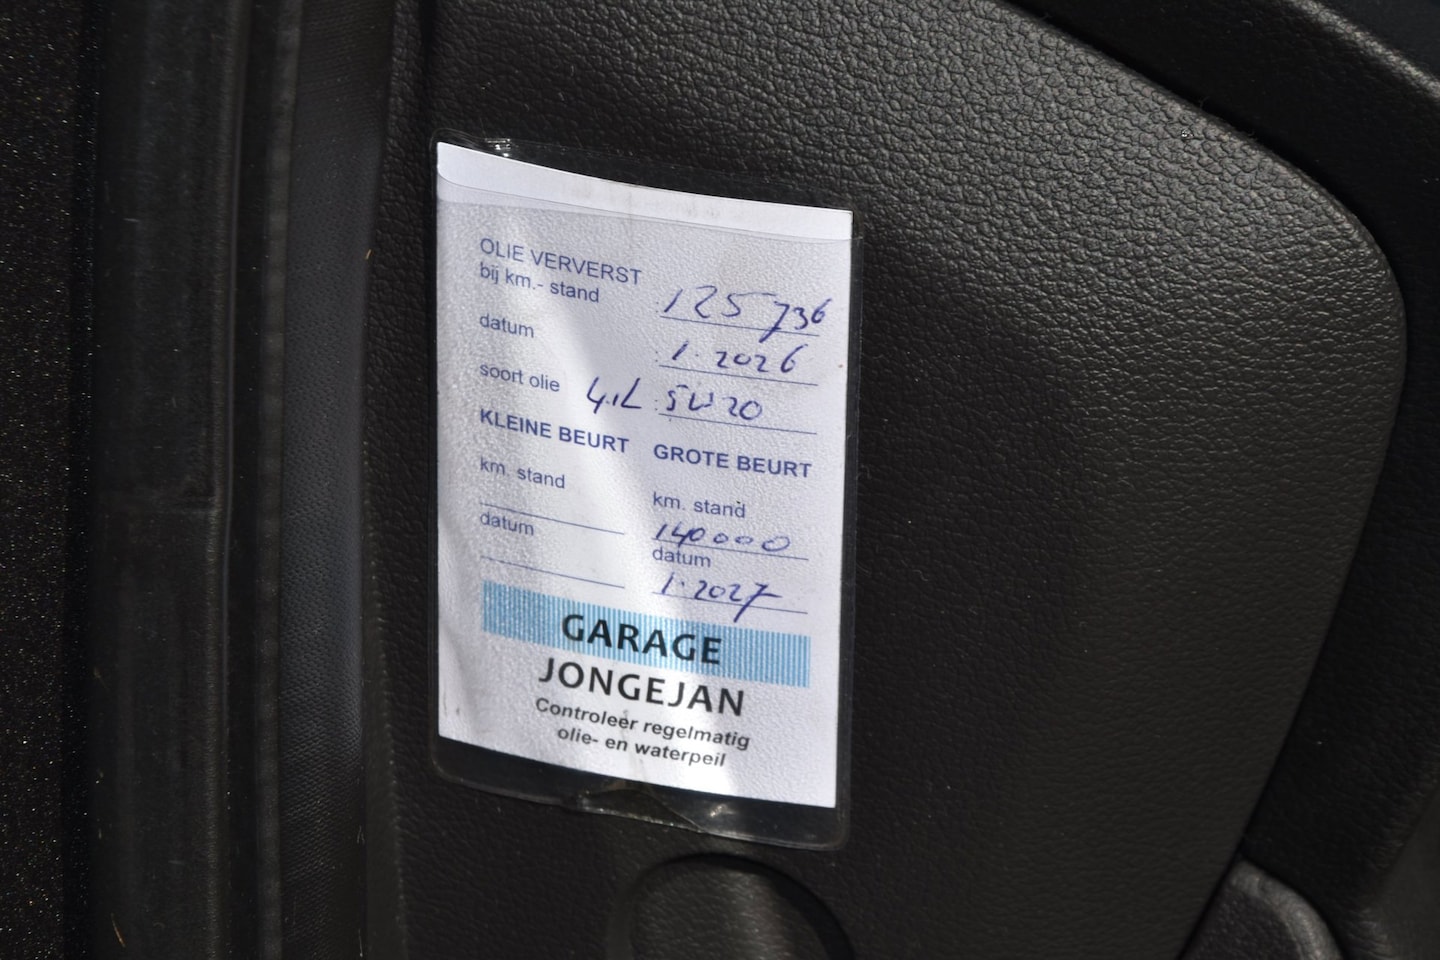 OLIE VERVERST
bij km.- stand 125736
datum 1.2026
soort olie 4.1L 5W20
KLEINE BEURT GROTE BEURT
km. stand km. stand
140000
datum datum
1.2027
GARAGE
JONGEJAN
Controleer regelmatig
olie- en waterpeil